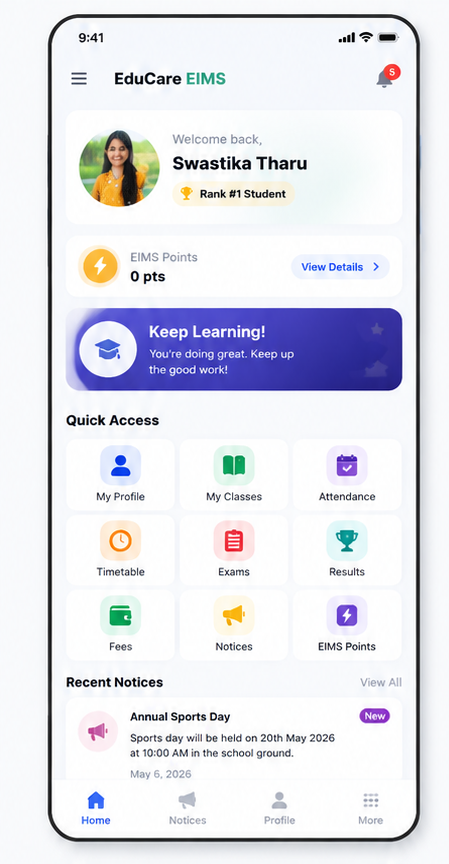 9:41
EduCare EIMS
5
Welcome back,
Swastika Tharu
Rank #1 Student
EIMS Points
0 pts
View Details
Keep Learning!
You're doing great. Keep up
the good work!
Quick Access
My Profile
My Classes
Attendance
Timetable
Exams
Results
Fees
Notices
EIMS Points
Recent Notices
View All
Annual Sports Day
New
Sports day will be held on 20th May 2026
at 10:00 AM in the school ground.
May 6, 2026
Home
Notices
Profile
More